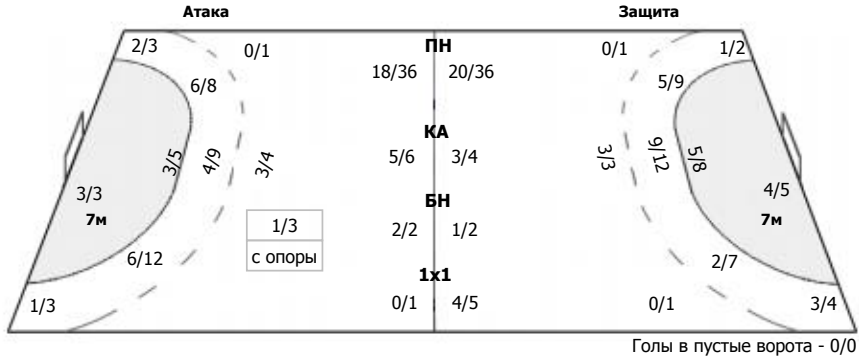 Атака Защита
2/3 0/1 ПН 0/1 1/2
18/36 20/36
6/8 5/9
КА
3/5 4/9 3/4 5/6 3/4 3/3 9/12 5/8
3/3 4/5
7м БН 7м
1/3 2/2 1/2
с опоры
6/12 2/7
1x1
1/3 0/1 4/5 0/1 3/4
Голы в пустые ворота - 0/0